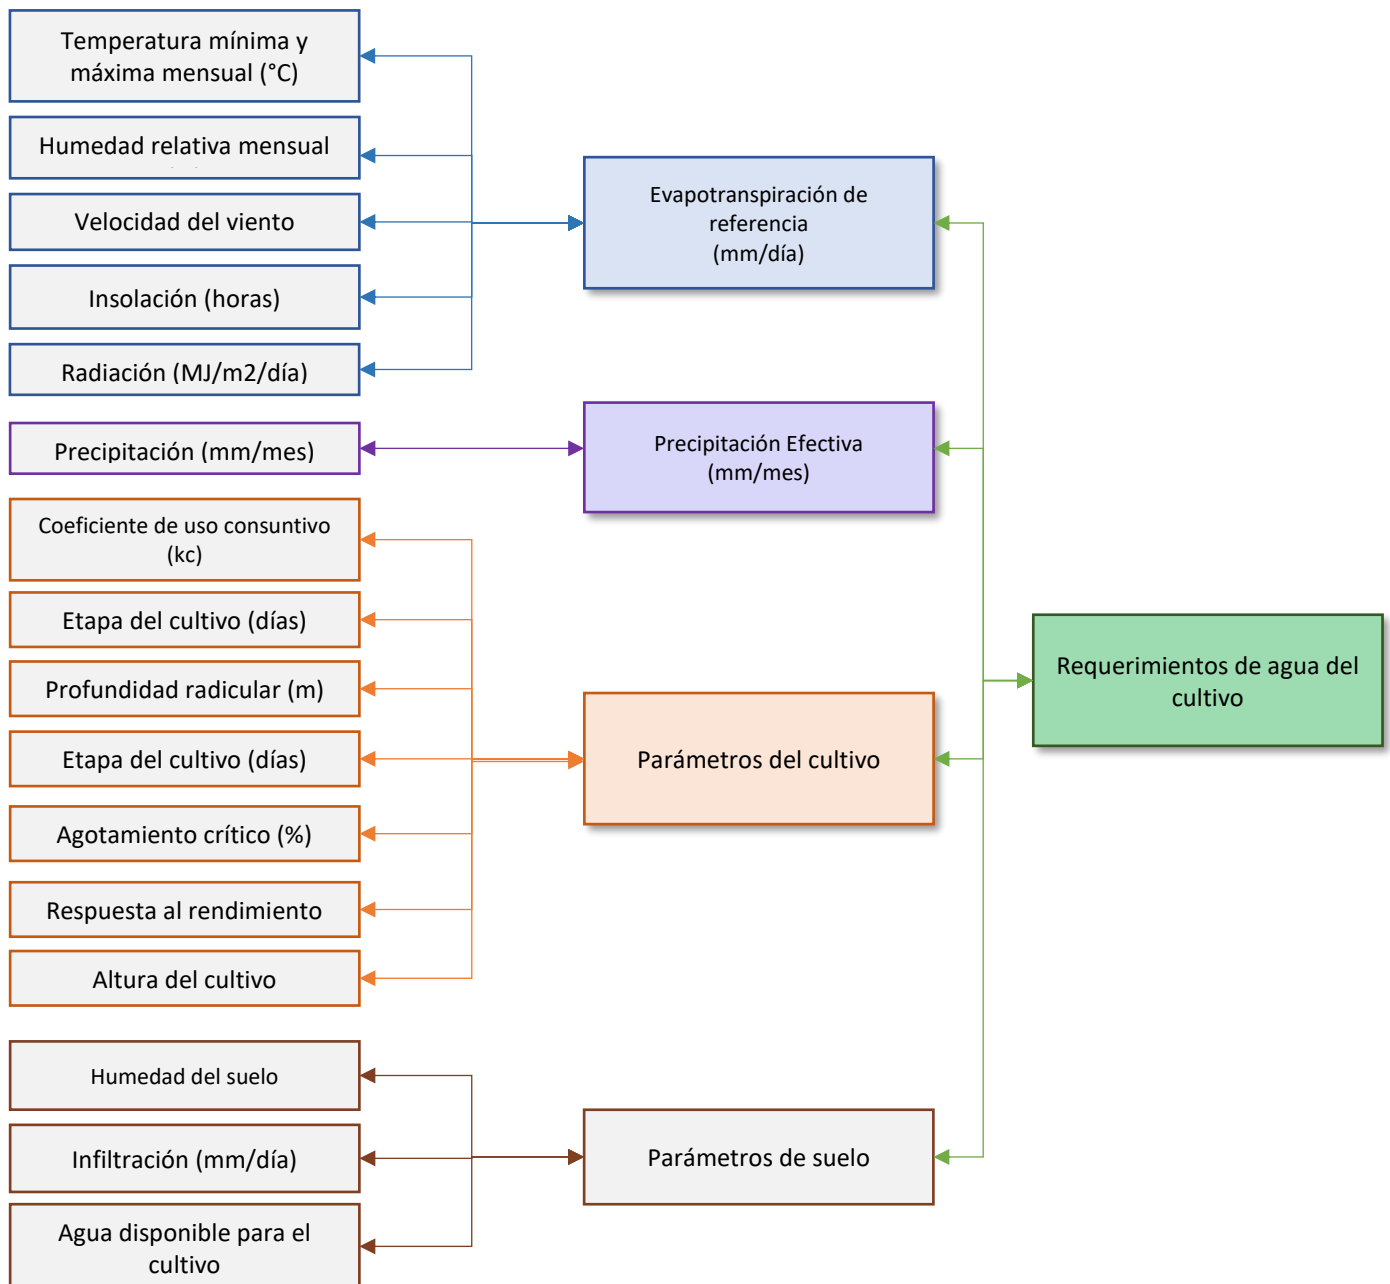 Temperatura mínima y
máxima mensual (°C)
Humedad relativa mensual
Velocidad del viento
Insolación (horas)
Radiación (MJ/m2/día)
Precipitación (mm/mes)
Coeficiente de uso consuntivo
(kc)
Etapa del cultivo (días)
Profundidad radicular (m)
Etapa del cultivo (días)
Agotamiento crítico (%)
Respuesta al rendimiento
Altura del cultivo
Humedad del suelo
Infiltración (mm/día)
Agua disponible para el
cultivo
Evapotranspiración de
referencia
(mm/día)
Precipitación Efectiva
(mm/mes)
Parámetros del cultivo
Parámetros de suelo
Requerimientos de agua del
cultivo